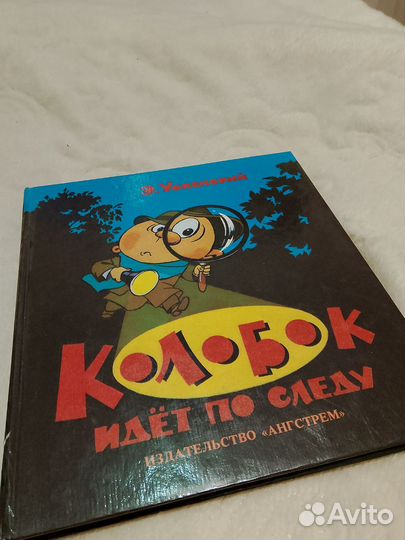 Э. Успенский
КОЛОБОК
ИДЁТ ПО СЛЕДУ
ИЗДАТЕЛЬСТВО «АНГСТРЕМ»
Avito